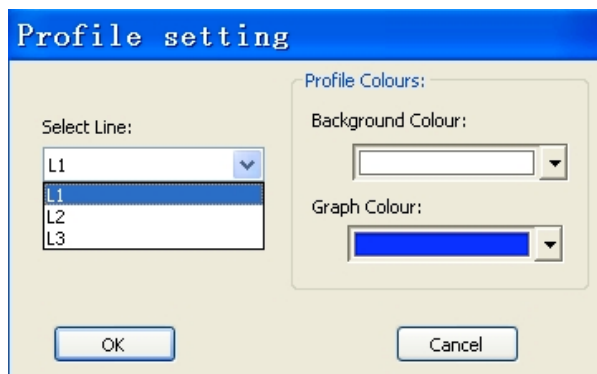 Profile setting
Profile Colours:
Select Line:
Background Colour:
L1
L1
L2
L3
Graph Colour:
OK
Cancel